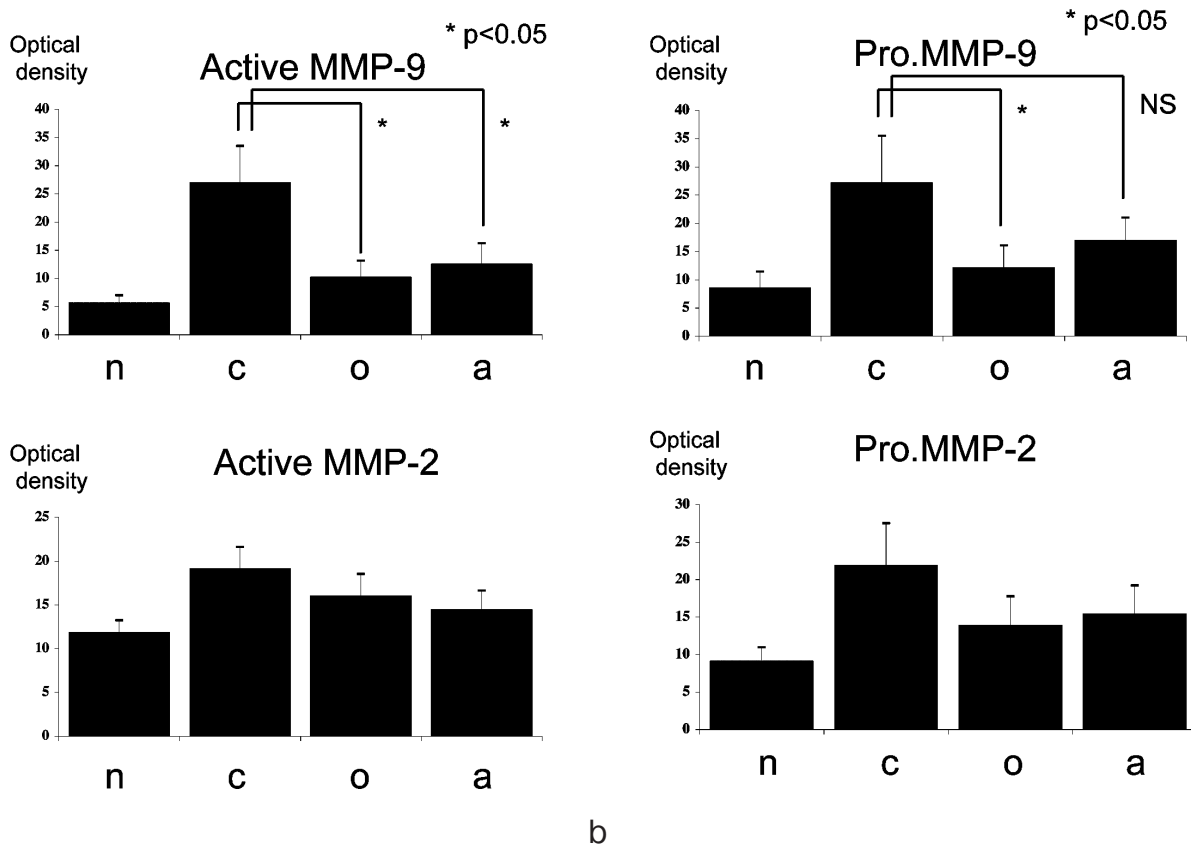 * p<0.05
Optical
density
Active MMP-9
40
35
30
25
20
15
10
5
0
*
*
n c o a
* p<0.05
Optical
density
Pro.MMP-9
40
35
30
25
20
15
10
5
0
*
NS
n c o a
Optical
density
Active MMP-2
25
20
15
10
5
0
n c o a
Optical
density
Pro.MMP-2
30
25
20
15
10
5
0
n c o a
b